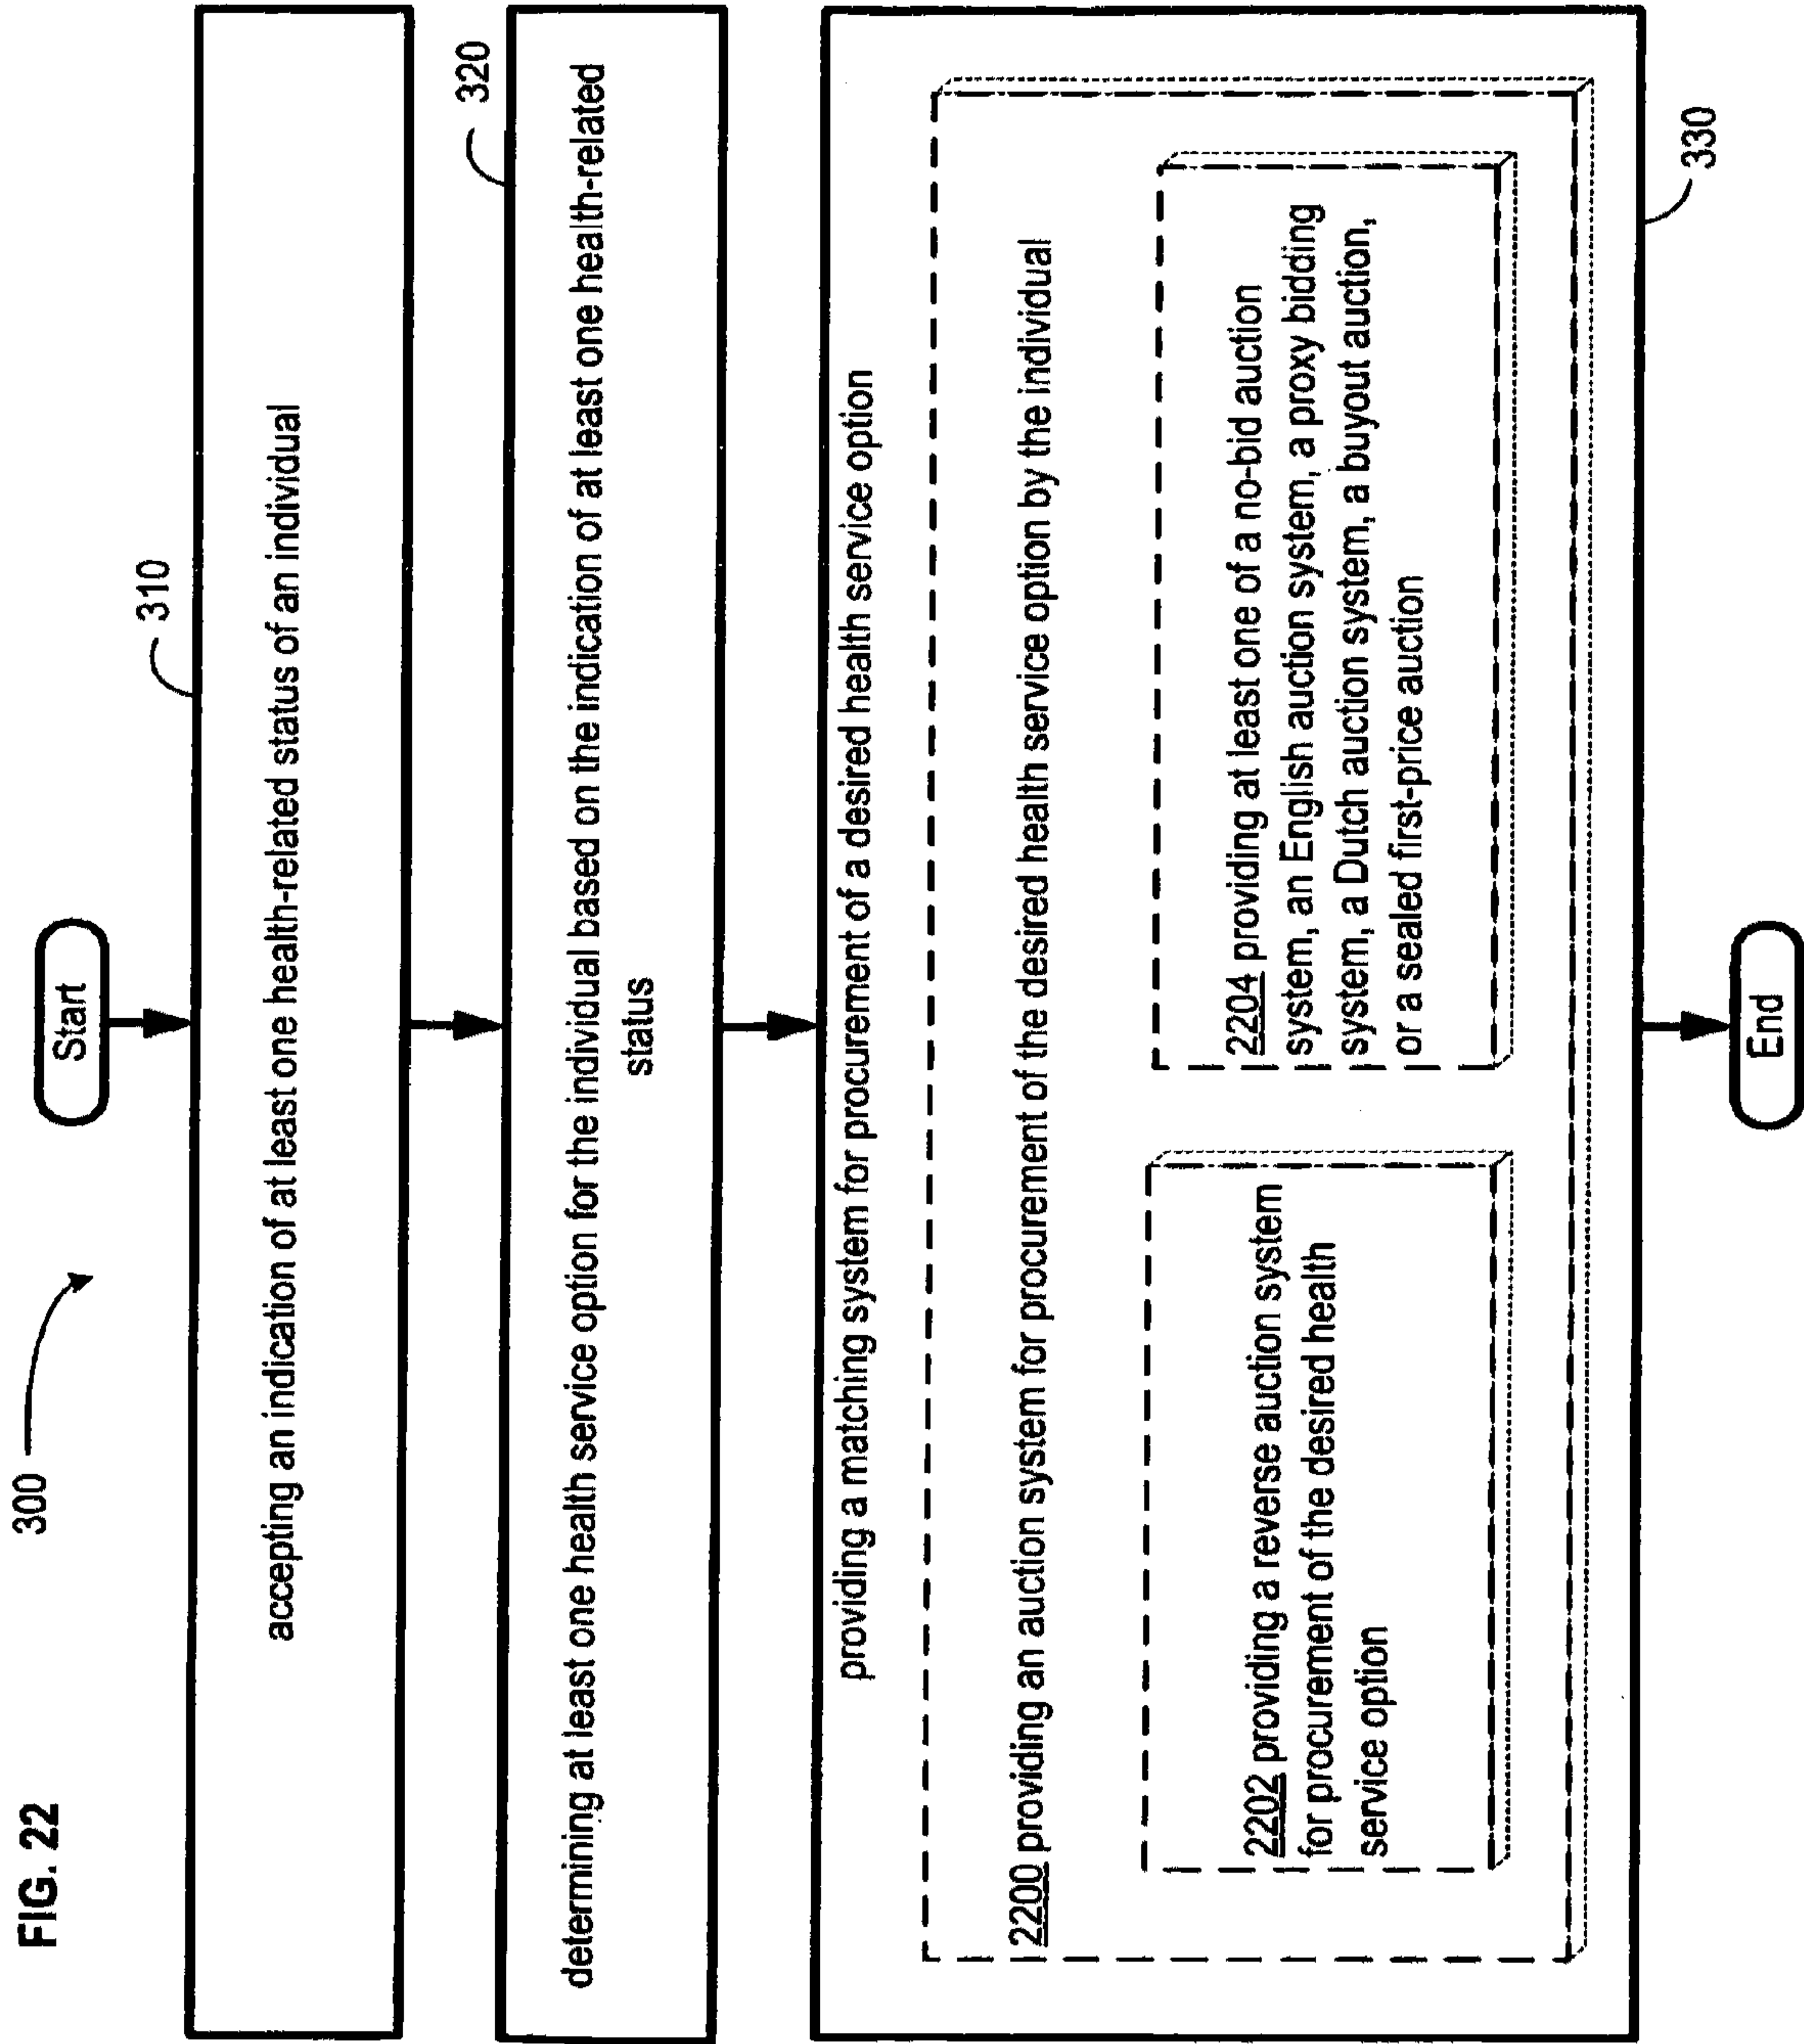 FIG. 22
300
Start
310
accepting an indication of at least one health-related status of an individual
320
determining at least one health service option for the individual based on the indication of at least one health-related
status
providing a matching system for procurement of a desired health service option
2200 providing an auction system for procurement of the desired health service option by the individual
2202 providing a reverse auction system
for procurement of the desired health
service option
2204 providing at least one of a no-bid auction
system, an English auction system, a proxy bidding
system, a Dutch auction system, a buyout auction,
or a sealed first-price auction
330
End